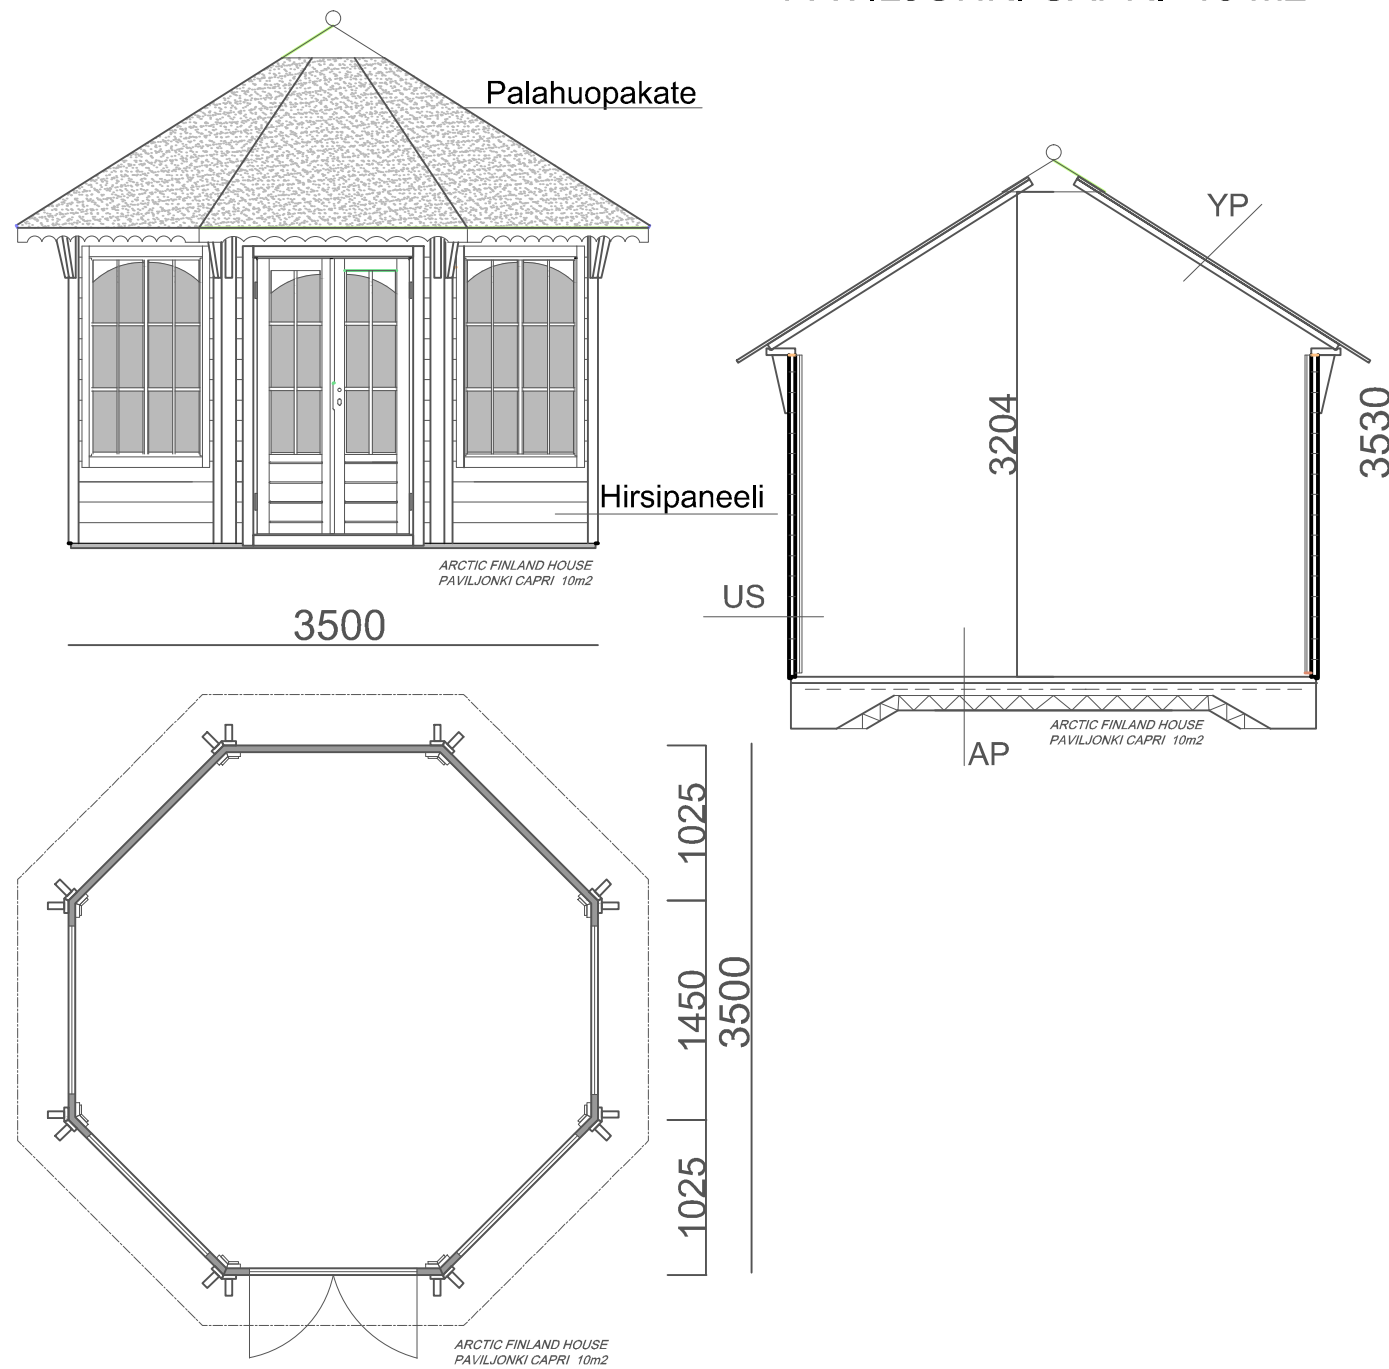 Palahuopakate
YP
3204
3530
Hirsipaneeli
ARCTIC FINLAND HOUSE
PAVILJONKI CAPRI 10m2
US
3500
ARCTIC FINLAND HOUSE
PAVILJONKI CAPRI 10m2
AP
1025
1450
3500
1025
ARCTIC FINLAND HOUSE
PAVILJONKI CAPRI 10m2